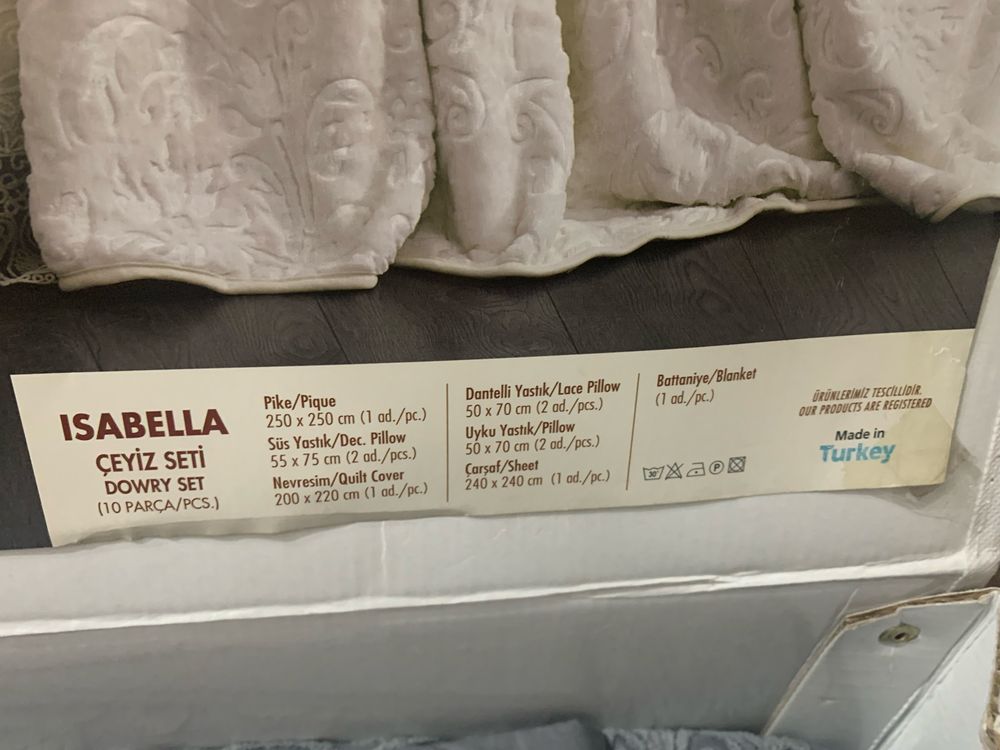 ISABELLA
ÇEYİZ SETİ
DOWRY SET
(10 PARÇA/PCS.)
Pike/Pique
250 x 250 cm (1 ad./pc.)
Süs Yastık/Dec. Pillow
55 x 75 cm (2 ad./pcs.)
Nevresim/Quilt Cover
200 x 220 cm (1 ad./pc.)
Dantelli Yastık/Lace Pillow
50 x 70 cm (2 ad./pcs.)
Uyku Yastık/Pillow
50 x 70 cm (2 ad./pcs.)
Çarşaf/Sheet
240 x 240 cm (1 ad./pc.)
Battaniye/Blanket
(1 ad./pc.)
30°
P
ÜRÜNLERİMİZ TESCİLLİDİR.
OUR PRODUCTS ARE REGISTERED
Made in
Turkey